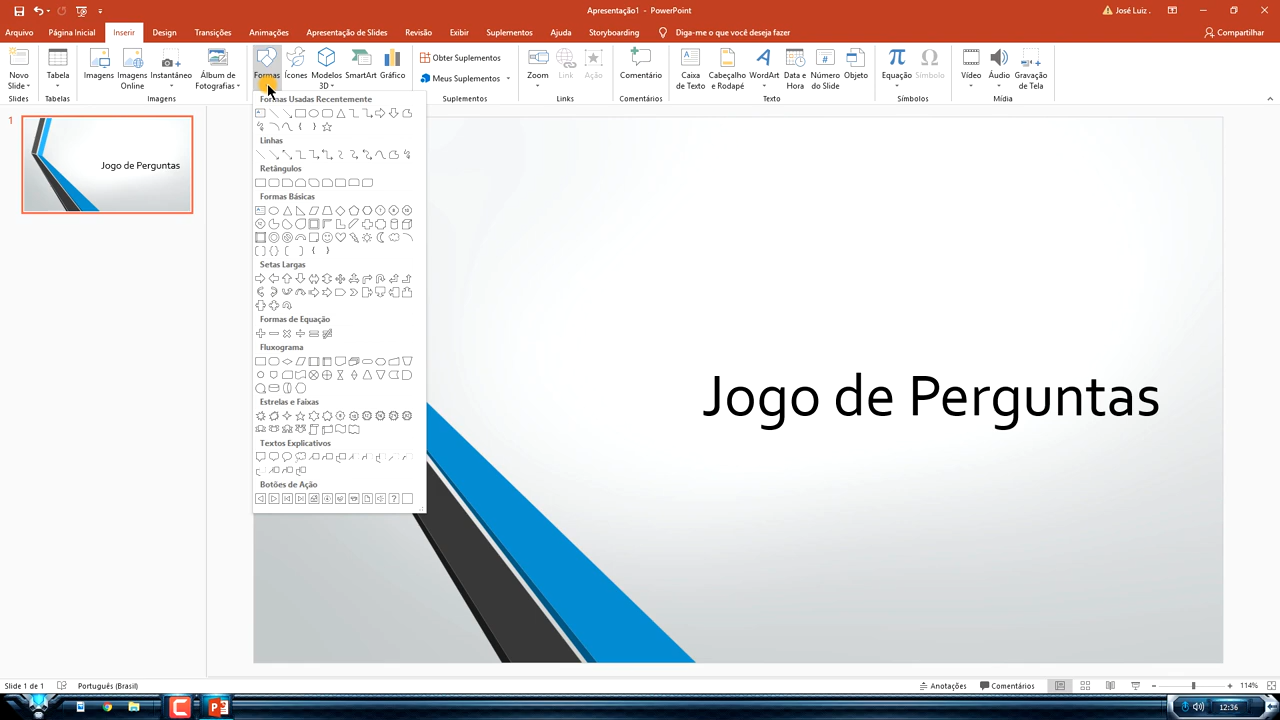 Apresentação1 - PowerPoint
José Luiz .
Arquivo
Página Inicial
Inserir
Design
Transições
Animações
Apresentação de Slides
Revisão
Exibir
Suplementos
Ajuda
Storyboarding
Diga-me o que você deseja fazer
Compartilhar
Novo
Slide
Tabela
Imagens
Imagens
Online
Instantâneo
Álbum de
Fotografias
Formas
Ícones
Modelos
3D
SmartArt
Gráfico
Obter Suplementos
Meus Suplementos
Zoom
Link
Ação
Comentário
Caixa
de Texto
Cabeçalho
e Rodapé
WordArt
Data e
Hora
Número
do Slide
Objeto
Equação
Símbolo
Vídeo
Áudio
Gravação
de Tela
Slides
Tabelas
Imagens
Suplementos
Links
Comentários
Texto
Símbolos
Mídia
Formas Usadas Recentemente
Linhas
Retângulos
Formas Básicas
Setas Largas
Formas de Equação
Fluxograma
Estrelas e Faixas
Textos Explicativos
Botões de Ação
1
Jogo de Perguntas
Jogo de Perguntas
Slide 1 de 1
Português (Brasil)
Anotações
Comentários
114%
12:36